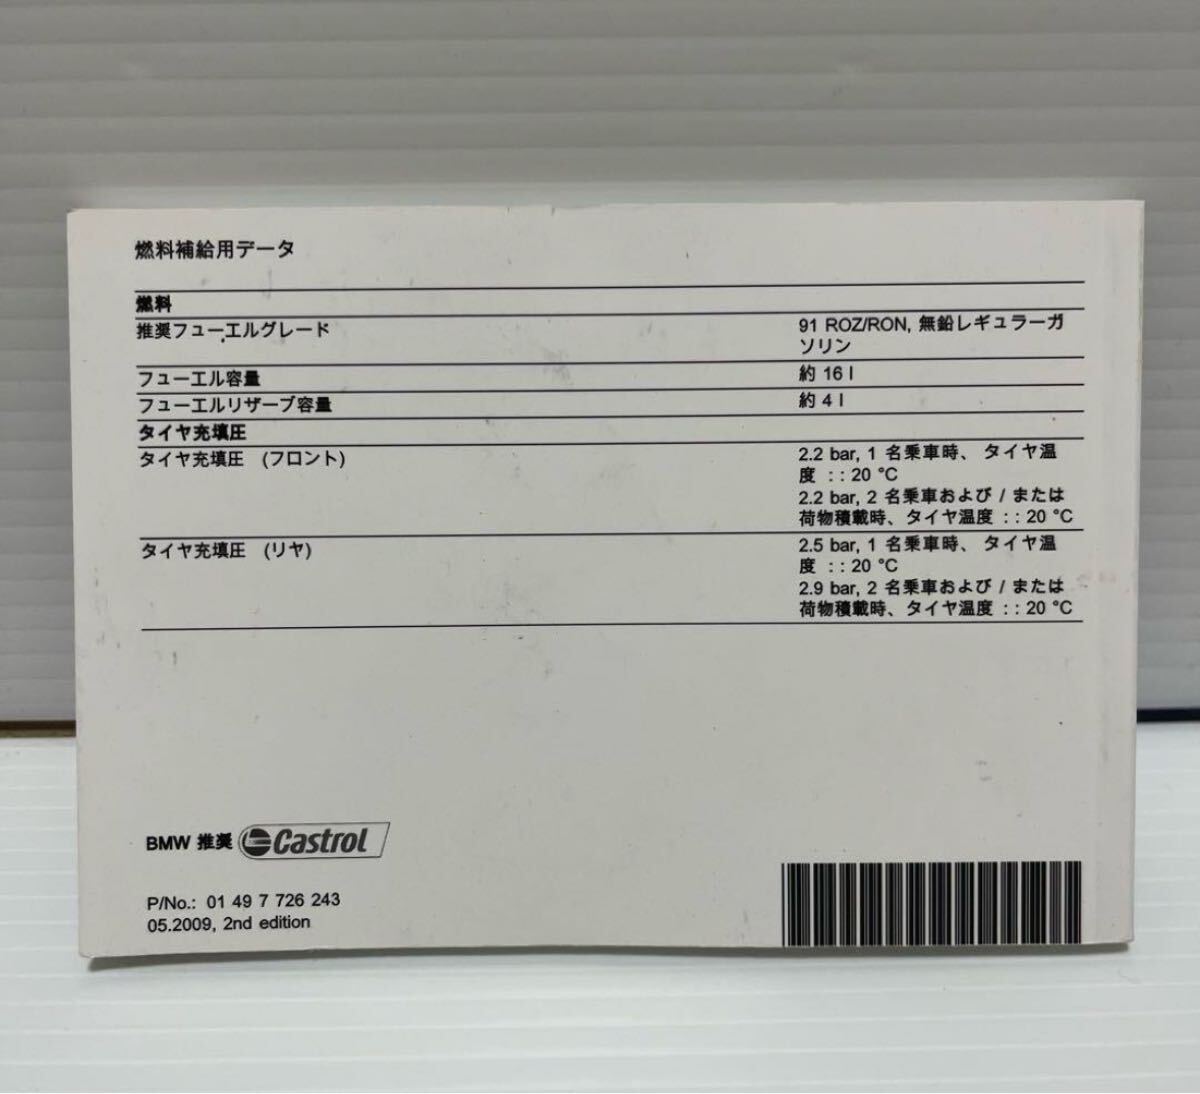 燃料補給用データ
燃料
推奨フューエルグレード
91 ROZ/RON, 無鉛レギュラーガ
ソリン
フューエル容量
約 16 l
フューエルリザーブ容量
約 4 l
タイヤ充填圧
タイヤ充填圧 (フロント)
2.2 bar, 1 名乗車時、 タイヤ温
度 : : 20 °C
2.2 bar, 2 名乗車および / または
荷物積載時、タイヤ温度 : : 20 °C
タイヤ充填圧 (リヤ)
2.5 bar, 1 名乗車時、 タイヤ温
度 : : 20 °C
2.9 bar, 2 名乗車および / または
荷物積載時、タイヤ温度 : : 20 °C
BMW 推奨 Castrol
P/No.: 01 49 7 726 243
05.2009, 2nd edition